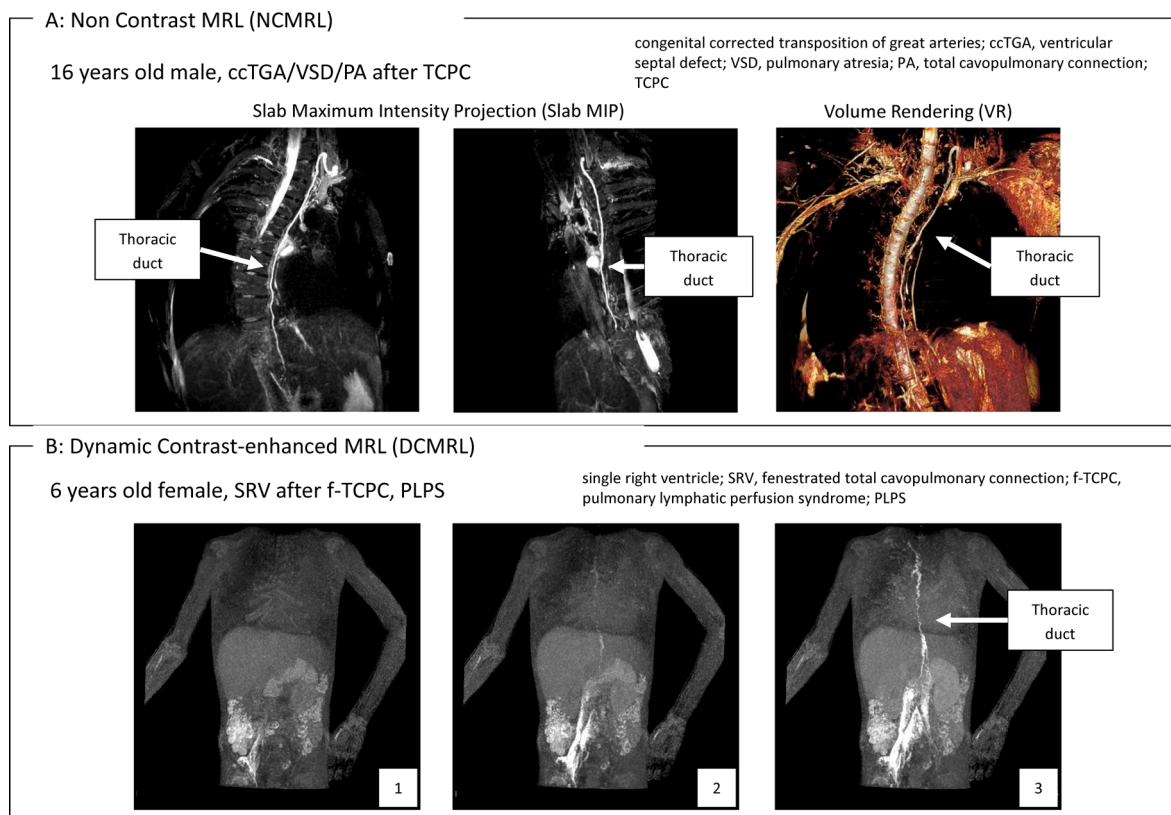 A: Non Contrast MRL (NCMRL)
16 years old male, ccTGA/VSD/PA after TCPC
congenital corrected transposition of great arteries; ccTGA, ventricular
septal defect; VSD, pulmonary atresia; PA, total cavopulmonary connection;
TCPC
Slab Maximum Intensity Projection (Slab MIP)
Volume Rendering (VR)
Thoracic
duct
Thoracic
duct
Thoracic
duct
B: Dynamic Contrast-enhanced MRL (DCMRL)
6 years old female, SRV after f-TCPC, PLPS
single right ventricle; SRV, fenestrated total cavopulmonary connection; f-TCPC,
pulmonary lymphatic perfusion syndrome; PLPS
Thoracic
duct
1
2
3